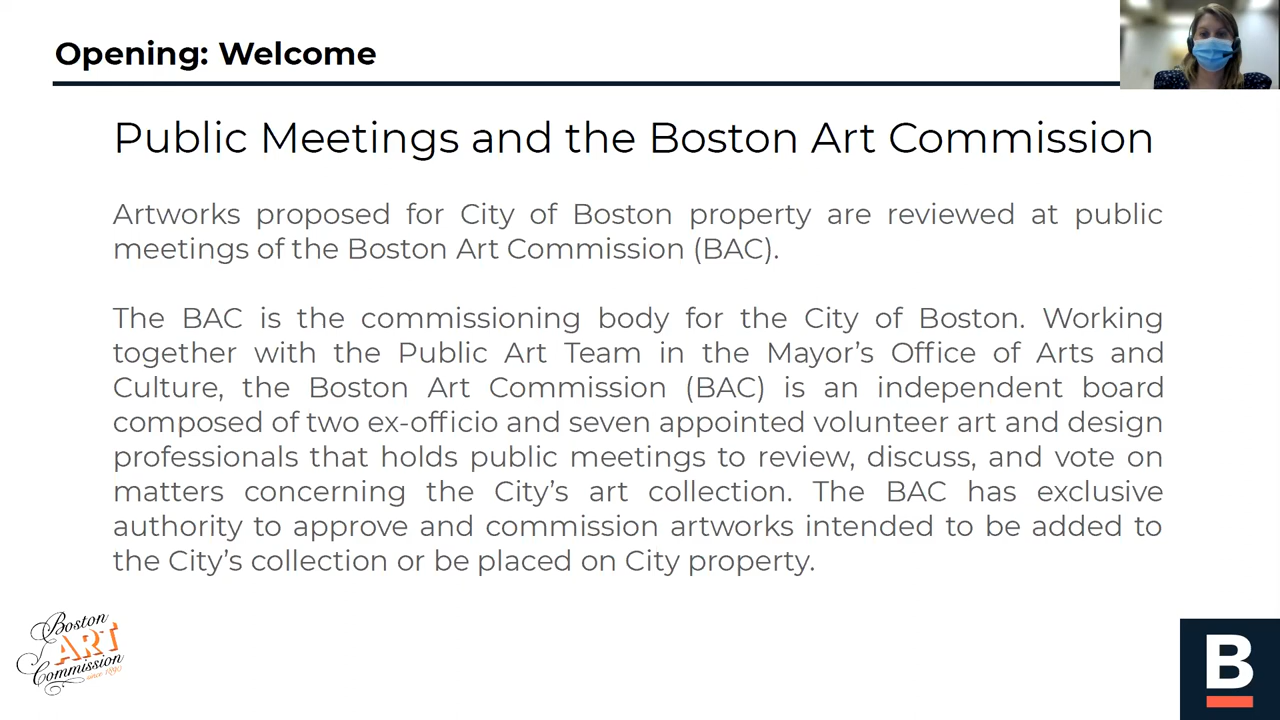 Opening: Welcome
Public Meetings and the Boston Art Commission
Artworks proposed for City of Boston property are reviewed at public
meetings of the Boston Art Commission (BAC).
The BAC is the commissioning body for the City of Boston. Working
together with the Public Art Team in the Mayor’s Office of Arts and
Culture, the Boston Art Commission (BAC) is an independent board
composed of two ex-officio and seven appointed volunteer art and design
professionals that holds public meetings to review, discuss, and vote on
matters concerning the City’s art collection. The BAC has exclusive
authority to approve and commission artworks intended to be added to
the City’s collection or be placed on City property.
Boston
ART
Commission
since 1890
B